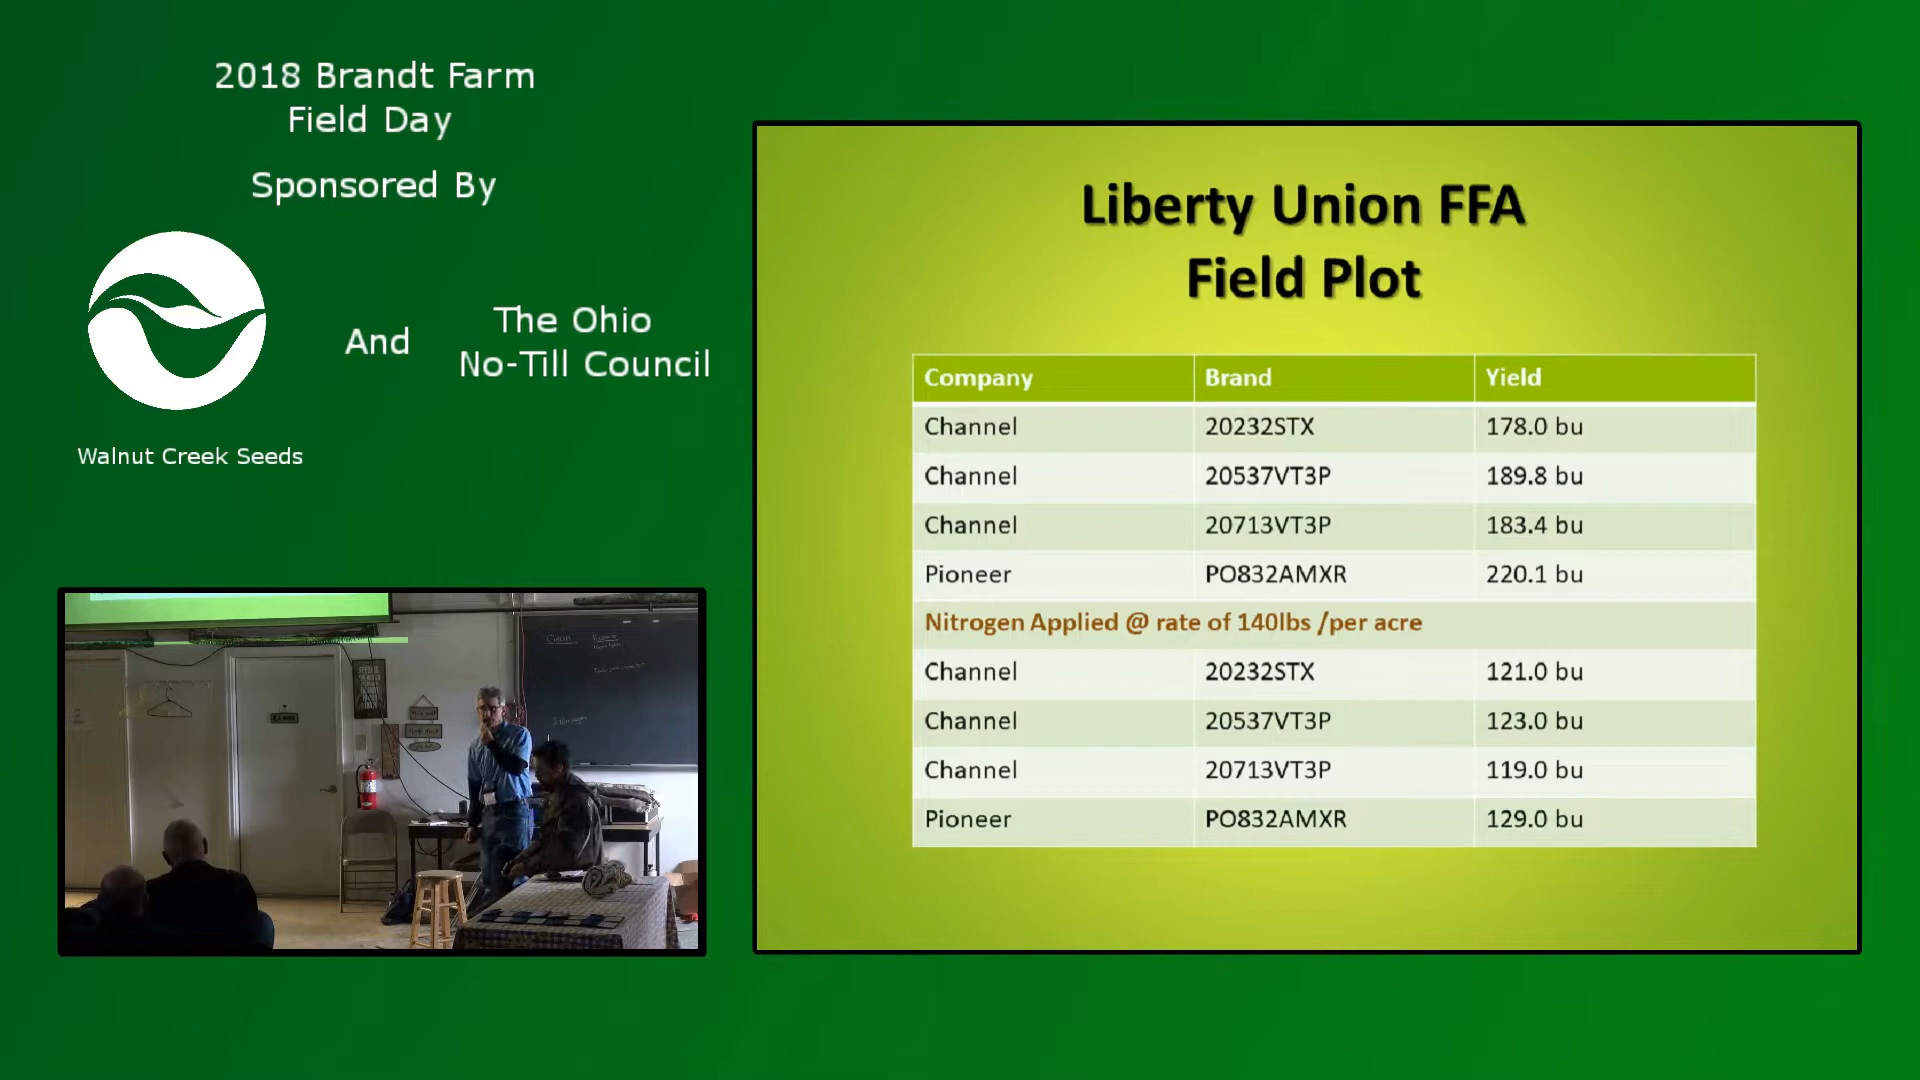 2018 Brandt Farm
Field Day
Sponsored By
And
The Ohio
No-Till Council
Walnut Creek Seeds
Liberty Union FFA
Field Plot
Company Brand Yield
Channel 20232STX 178.0 bu
Channel 20537VT3P 189.8 bu
Channel 20713VT3P 183.4 bu
Pioneer PO832AMXR 220.1 bu
Nitrogen Applied @ rate of 140lbs /per acre
Channel 20232STX 121.0 bu
Channel 20537VT3P 123.0 bu
Channel 20713VT3P 119.0 bu
Pioneer PO832AMXR 129.0 bu